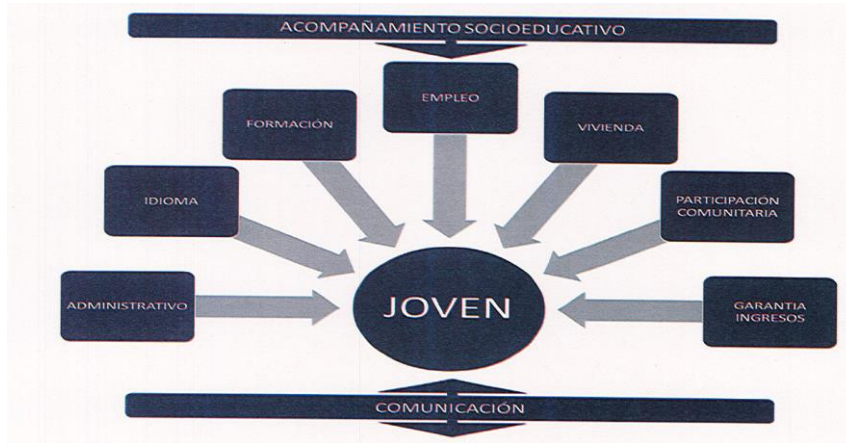 ACOMPAÑAMIENTO SOCIOEDUCATIVO
EMPLEO
FORMACIÓN
VIVIENDA
IDIOMA
PARTICIPACIÓN
COMUNITARIA
ADMINISTRATIVO
JOVEN
GARANTIA
INGRESOS
COMUNICACIÓN